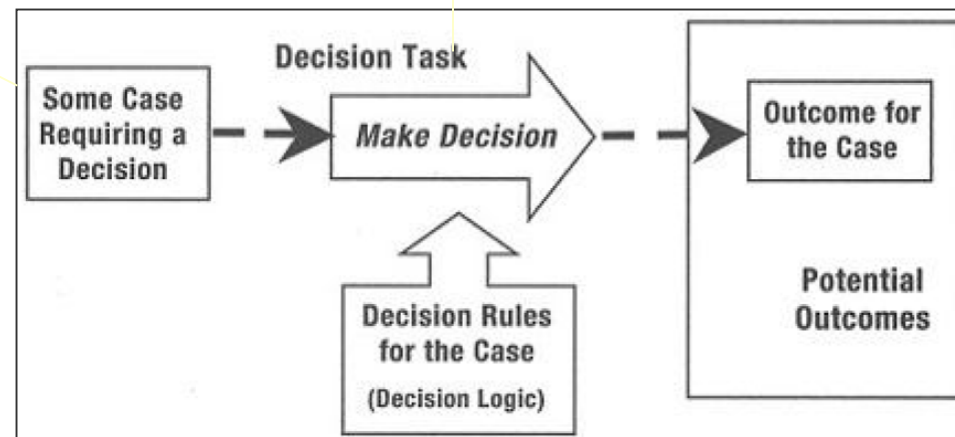 Decision Task
Some Case
Requiring a
Decision
Make Decision
Outcome for
the Case
Decision Rules
for the Case
(Decision Logic)
Potential
Outcomes